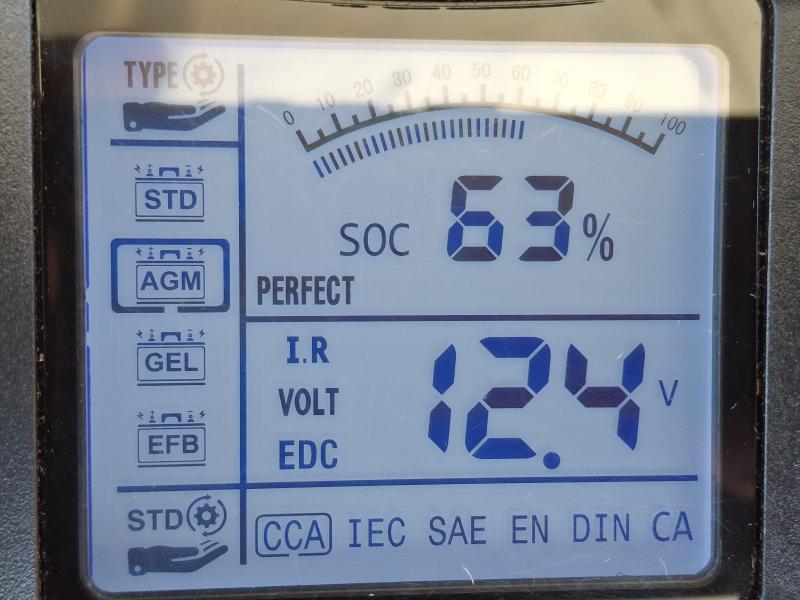 TYPE
0 10 20 30 40 50 60 70 80 90 100
STD
SOC 63 %
AGM
PERFECT
I.R
GEL
VOLT 12.4 V
EFB
EDC
STD
CCA IEC SAE EN DIN CA